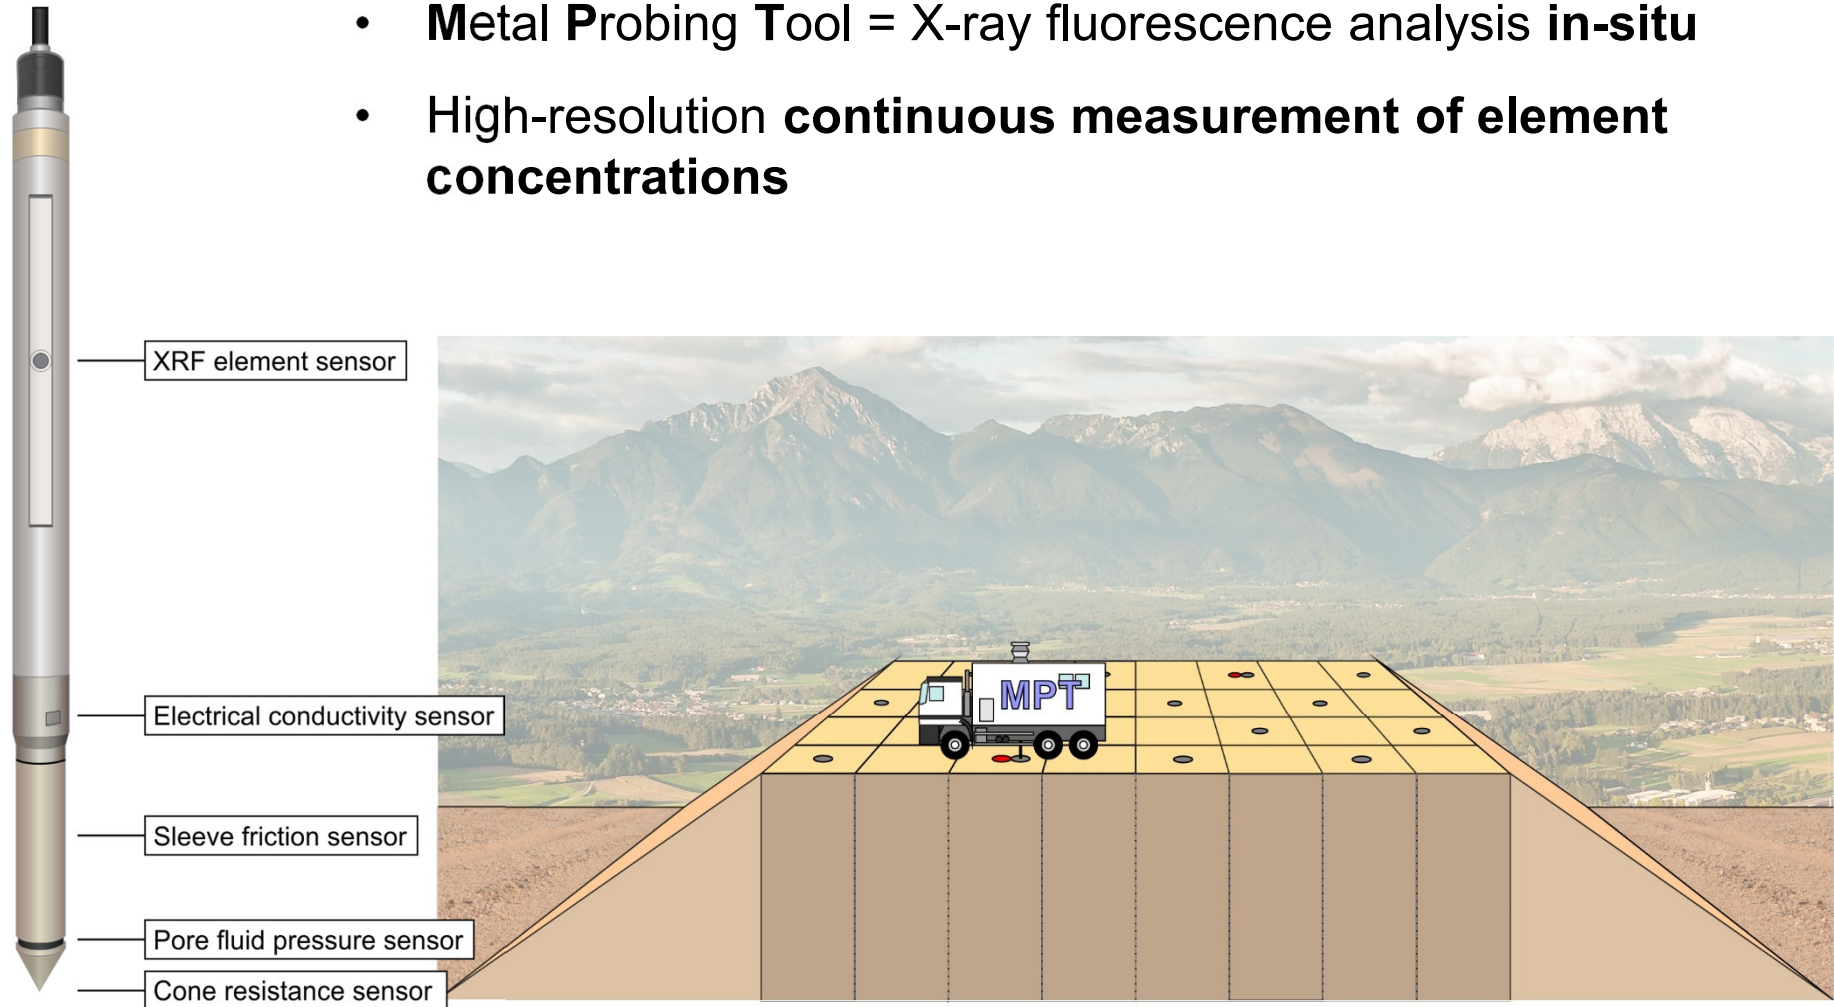 • Metal Probing Tool = X-ray fluorescence analysis in-situ
• High-resolution continuous measurement of element
concentrations
XRF element sensor
MPT
Electrical conductivity sensor
Sleeve friction sensor
Pore fluid pressure sensor
Cone resistance sensor